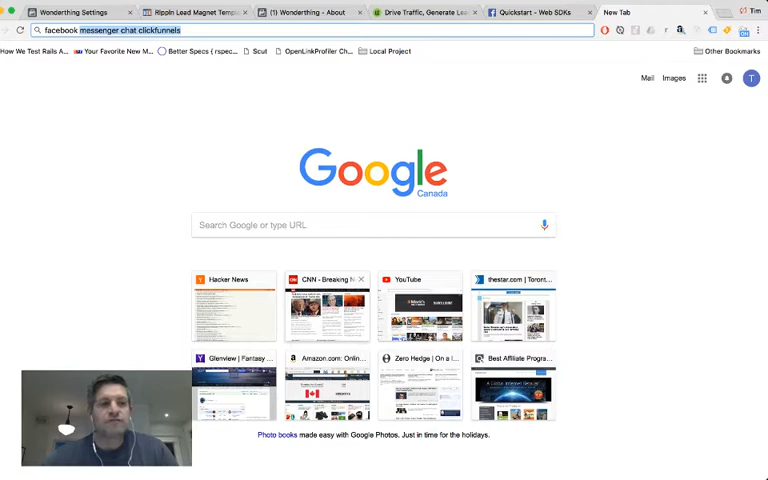 Wonderthing Settings
Rippln Lead Magnet Templ
(1) Wonderthing - About
Drive Traffic, Generate Lea
Quickstart - Web SDKs
New Tab
Tim
facebook messenger chat clickfunnels
How We Test Rails A...
Your Favorite New M...
Better Specs { rspec...
Scut
OpenLinkProfiler Ch...
Local Project
Other Bookmarks
Mail
Images
T
Google
Canada
Search Google or type URL
Hacker News
CNN - Breaking N
YouTube
thestar.com | Toront...
Glenview | Fantasy ...
Amazon.com: Onlin...
Zero Hedge | On a l...
Best Affiliate Progra...
Photo books made easy with Google Photos. Just in time for the holidays.